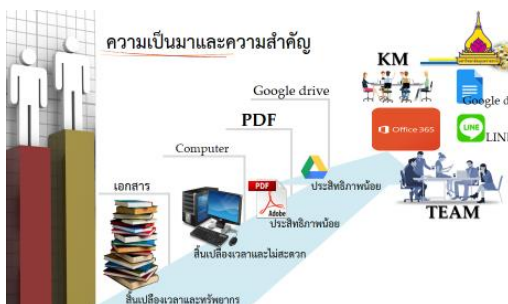 ความเป็นมาและความสำคัญ
KM
Google drive
Google d
PDF
Office 365
LINE
LIN
Computer
PDF
Adobe
ประสิทธิภาพน้อย
เอกสาร
ประสิทธิภาพน้อย
TEAM
สิ้นเปลืองเวลาและไม่สะดวก
สิ้นเปลืองเวลาและทรัพยากร